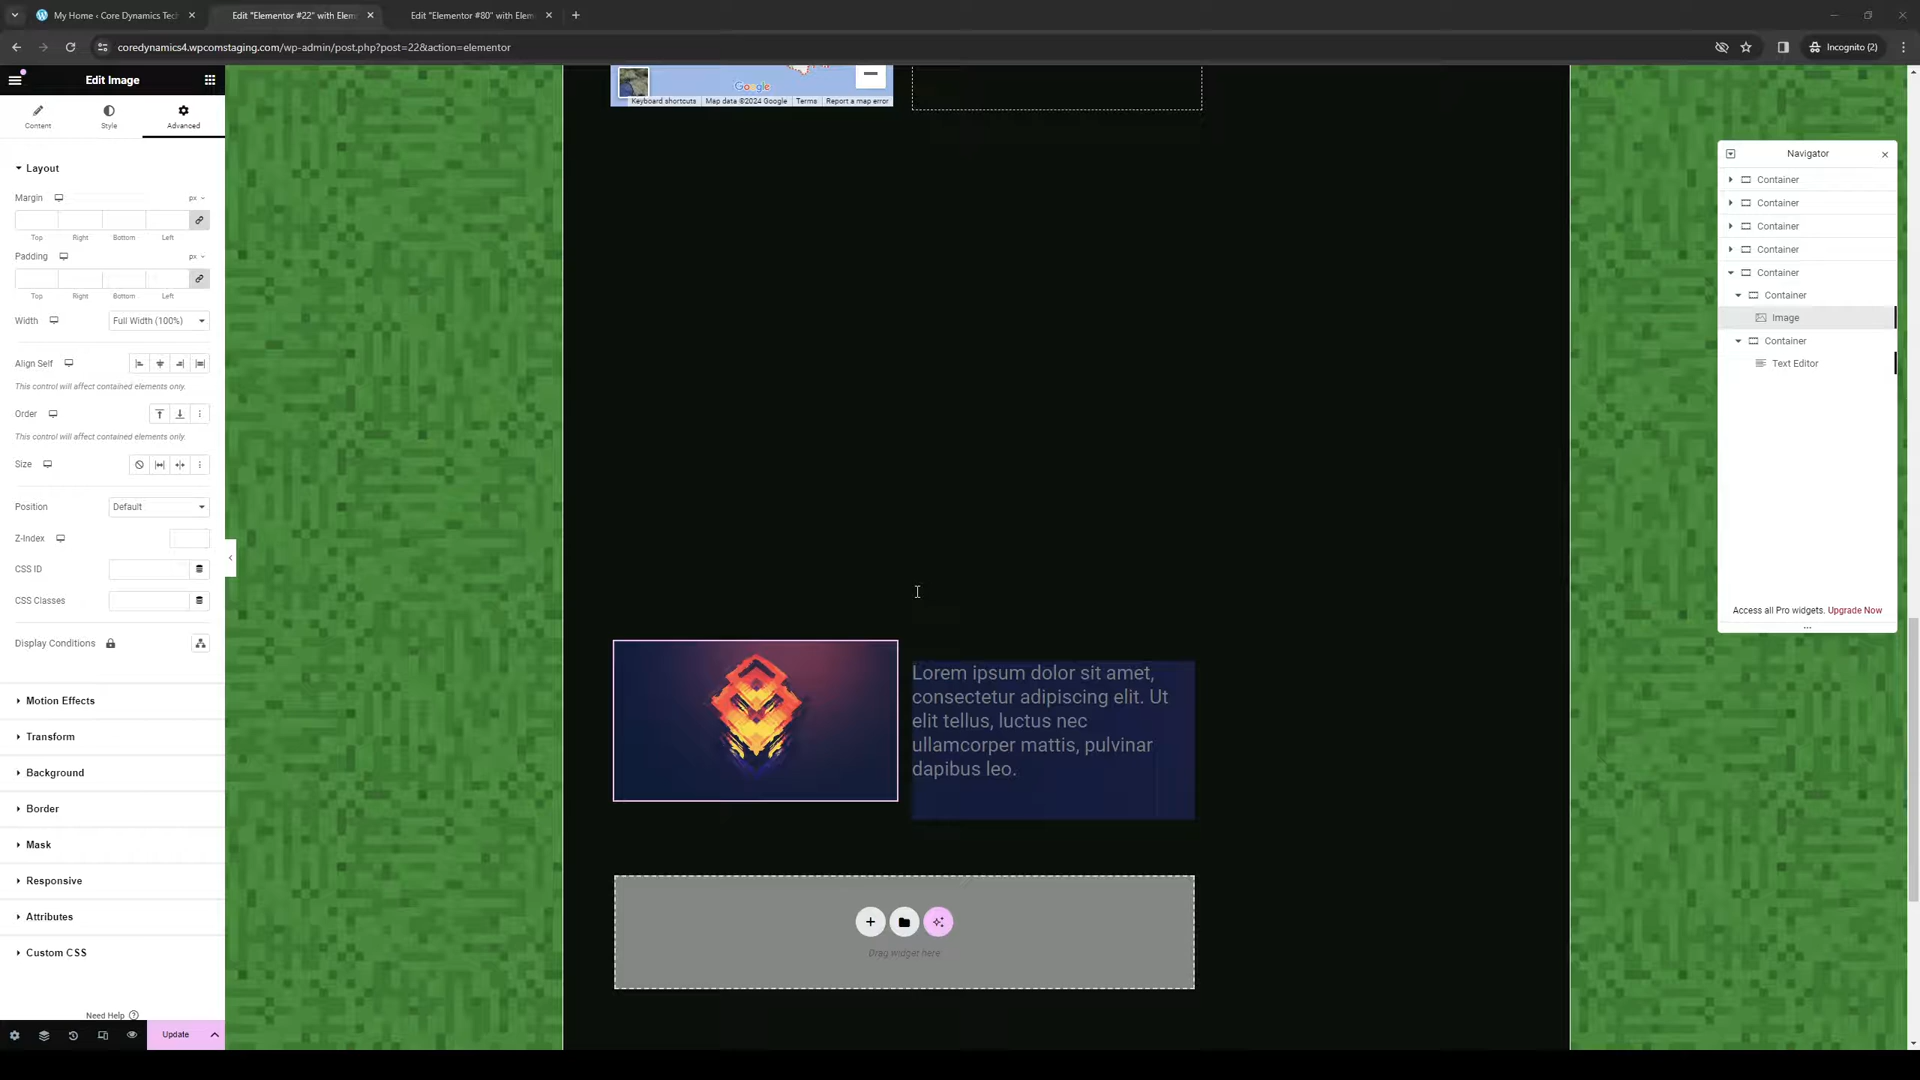 My Home ‹ Core Dynamics Tech
Edit "Elementor #22" with Elem
Edit "Elementor #80" with Elem
coredynamics4.wpcomstaging.com/wp-admin/post.php?post=22&action=elementor
Incognito (2)
Edit Image
Content
Style
Advanced
Layout
Margin
px
Top
Right
Bottom
Left
Padding
px
Top
Right
Bottom
Left
Width
Full Width (100%)
Align Self
This control will affect contained elements only.
Order
This control will affect contained elements only.
Size
Position
Default
Z-Index
CSS ID
CSS Classes
Display Conditions
Motion Effects
Transform
Background
Border
Mask
Responsive
Attributes
Custom CSS
Need Help
Update
Google
Keyboard shortcuts
Map data ©2024 Google
Terms
Report a map error
Lorem ipsum dolor sit amet,
consectetur adipiscing elit. Ut
elit tellus, luctus nec
ullamcorper mattis, pulvinar
dapibus leo.
Drag widget here
Navigator
Container
Container
Container
Container
Container
Container
Image
Container
Text Editor
Access all Pro widgets. Upgrade Now